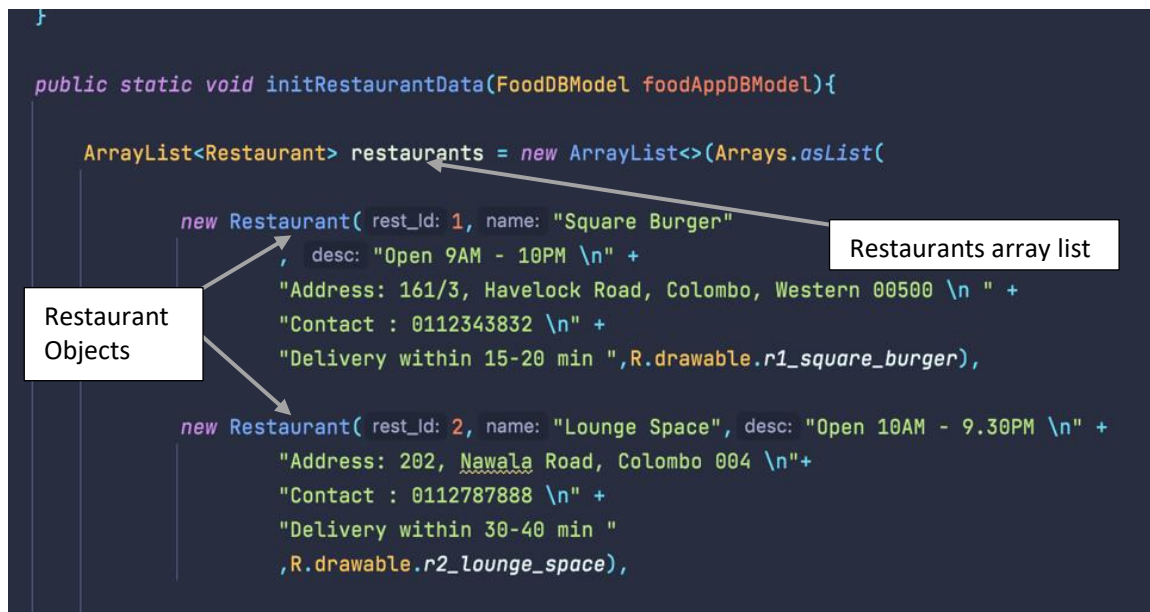 }
public static void initRestaurantData(FoodDBModel foodAppDBModel){
ArrayList<Restaurant> restaurants = new ArrayList<>(Arrays.asList(
new Restaurant( rest_Id: 1, name: "Square Burger"
, desc: "Open 9AM - 10PM \n" +
Restaurants array list
"Address: 161/3, Havelock Road, Colombo, Western 00500 \n " +
Restaurant
Objects
"Contact : 0112343832 \n" +
"Delivery within 15-20 min ",R.drawable.r1_square_burger),
new Restaurant( rest_Id: 2, name: "Lounge Space", desc: "Open 10AM - 9.30PM \n" +
"Address: 202, Nawala Road, Colombo 004 \n"+
"Contact : 0112787888 \n" +
"Delivery within 30-40 min "
,R.drawable.r2_lounge_space),